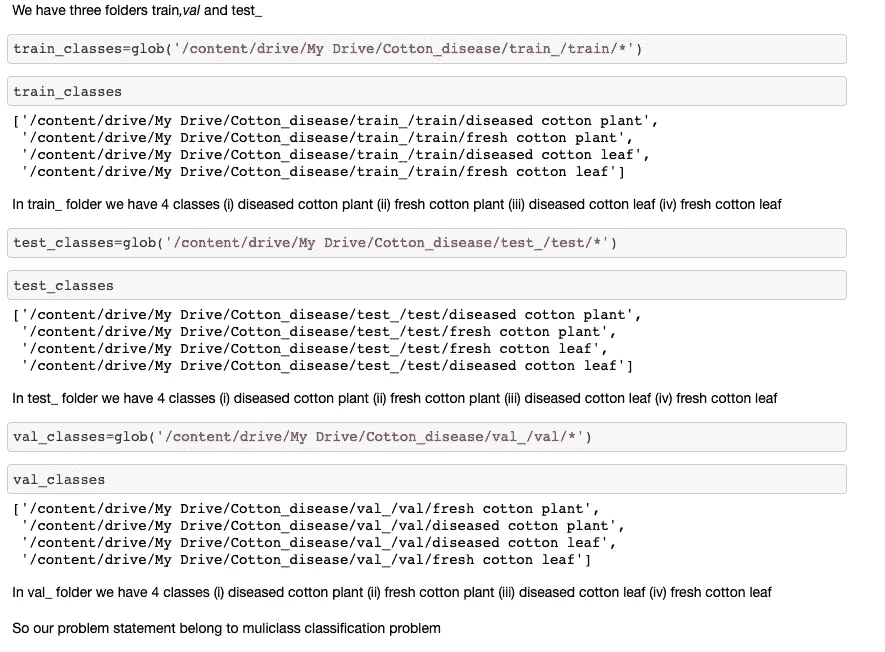 We have three folders train,val and test_
train_classes=glob('/content/drive/My Drive/Cotton_disease/train_/train/*')
train_classes
['/content/drive/My Drive/Cotton_disease/train_/train/diseased cotton plant',
'/content/drive/My Drive/Cotton_disease/train_/train/fresh cotton plant',
'/content/drive/My Drive/Cotton_disease/train_/train/diseased cotton leaf',
'/content/drive/My Drive/Cotton_disease/train_/train/fresh cotton leaf']
In train_ folder we have 4 classes (i) diseased cotton plant (ii) fresh cotton plant (iii) diseased cotton leaf (iv) fresh cotton leaf
test_classes=glob('/content/drive/My Drive/Cotton_disease/test_/test/*')
test_classes
['/content/drive/My Drive/Cotton_disease/test_/test/diseased cotton plant',
'/content/drive/My Drive/Cotton_disease/test_/test/fresh cotton plant',
'/content/drive/My Drive/Cotton_disease/test_/test/fresh cotton leaf',
'/content/drive/My Drive/Cotton_disease/test_/test/diseased cotton leaf']
In test_ folder we have 4 classes (i) diseased cotton plant (ii) fresh cotton plant (iii) diseased cotton leaf (iv) fresh cotton leaf
val_classes=glob('/content/drive/My Drive/Cotton_disease/val_/val/*')
val_classes
['/content/drive/My Drive/Cotton_disease/val_/val/fresh cotton plant',
'/content/drive/My Drive/Cotton_disease/val_/val/diseased cotton plant',
'/content/drive/My Drive/Cotton_disease/val_/val/diseased cotton leaf',
'/content/drive/My Drive/Cotton_disease/val_/val/fresh cotton leaf']
In val_ folder we have 4 classes (i) diseased cotton plant (ii) fresh cotton plant (iii) diseased cotton leaf (iv) fresh cotton leaf
So our problem statement belong to muliclass classification problem